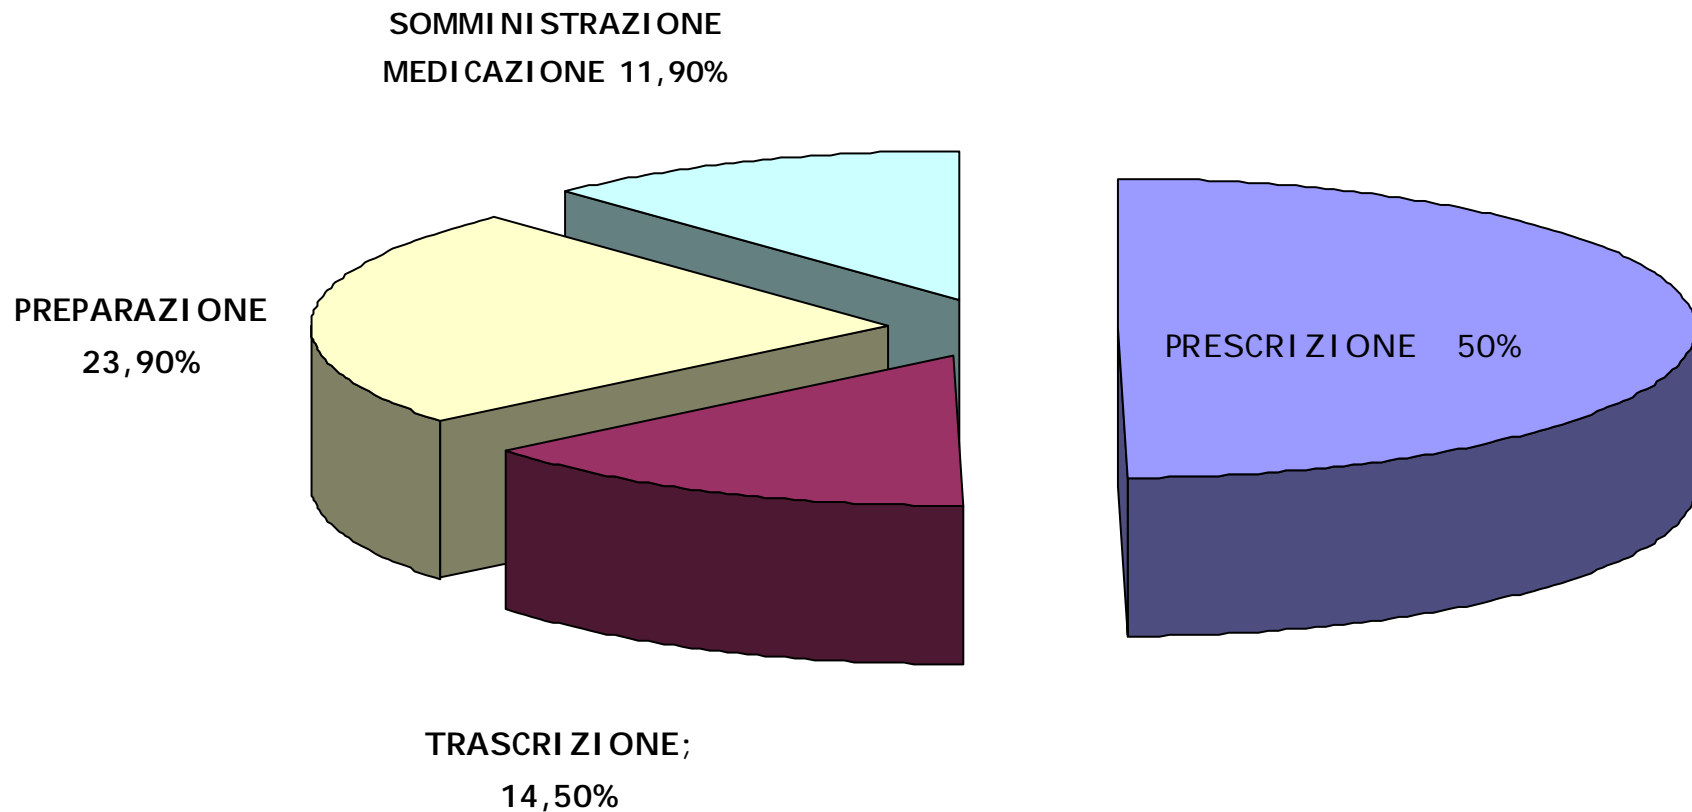 SOMMINISTRAZIONE
MEDICAZIONE 11,90%
PREPARAZIONE
23,90%
PRESCRIZIONE 50%
TRASCRIZIONE;
14,50%